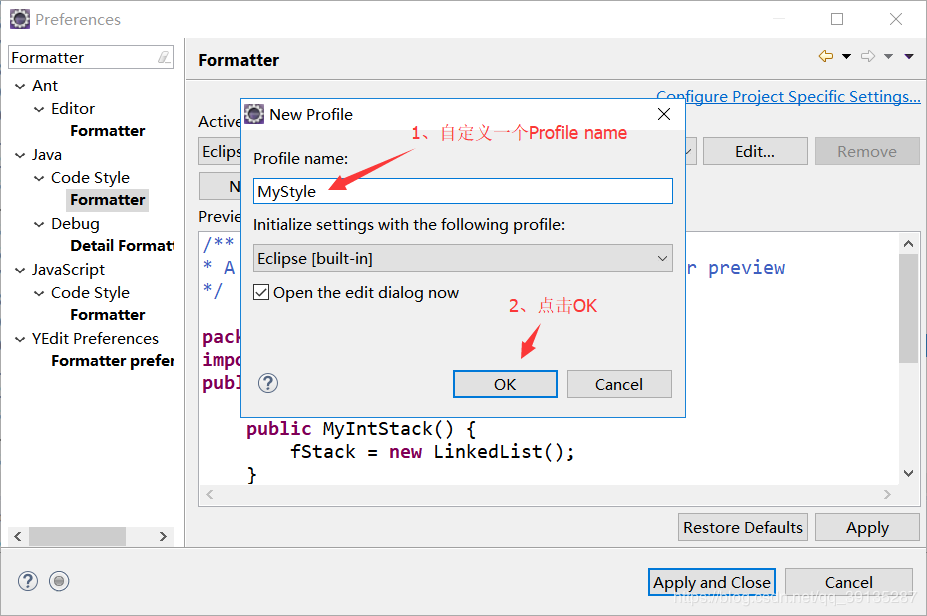 Preferences
Formatter
Ant
Editor
Formatter
Java
Code Style
Formatter
Debug
Detail Format
JavaScript
Code Style
Formatter
YEdit Preferences
Formatter prefer
Formatter
Configure Project Specific Settings...
Active
Eclips
Edit...
Remove
N
Previe
New Profile
1、自定义一个Profile name
Profile name:
MyStyle
Initialize settings with the following profile:
Eclipse [built-in]
Open the edit dialog now
2、点击OK
OK
Cancel
/**
* A
r preview
*/
pack
impo
publ
public MyIntStack() {
fStack = new LinkedList();
}
Restore Defaults
Apply
Apply and Close
Cancel
https://blog.csdn.net/qq_39135287